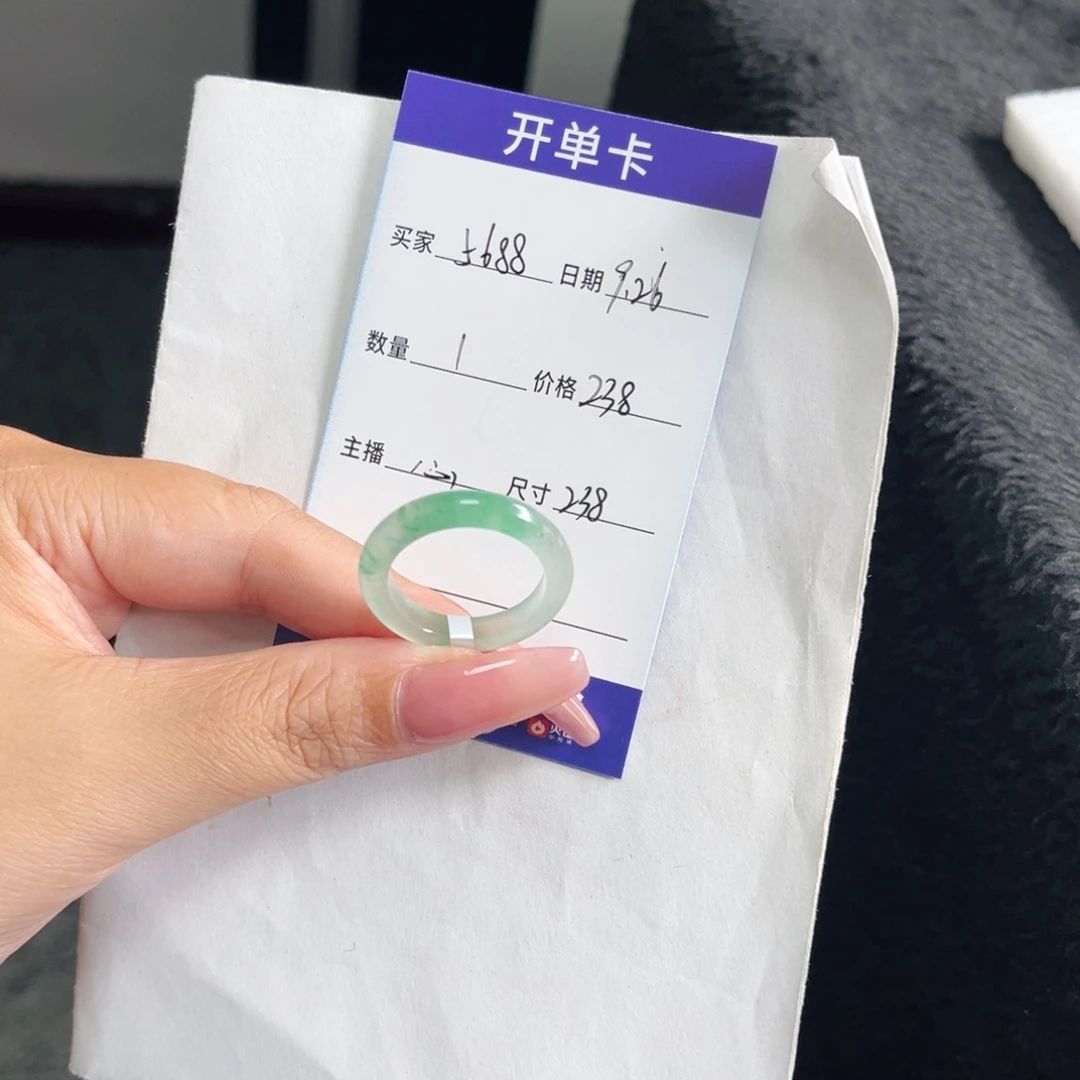 开单卡
买家 5688 日期 9.26
数量 1 价格 238
主播 尺寸 238